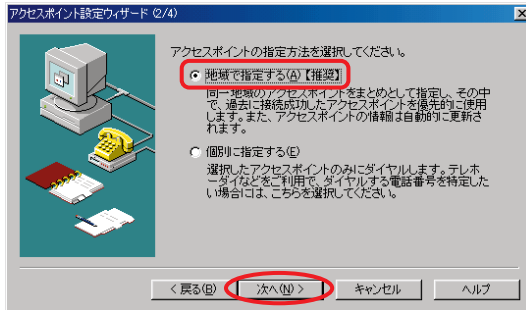 アクセスポイント設定ウィザード (2/4)
アクセスポイントの指定方法を選択してください。
地域で指定する(A)【推奨】
同一地域のアクセスポイントをまとめとして指定し、その中
で、過去に接続成功したアクセスポイントを優先的に使用
します。また、アクセスポイントの情報は自動的に更新さ
れます。
個別に指定する(E)
選択したアクセスポイントのみにダイヤルします。テレホ
ーダイなどをご利用で、ダイヤルする電話番号を特定した
い場合には、こちらを選択してください。
< 戻る(B) 次へ(N) > キャンセル ヘルプ